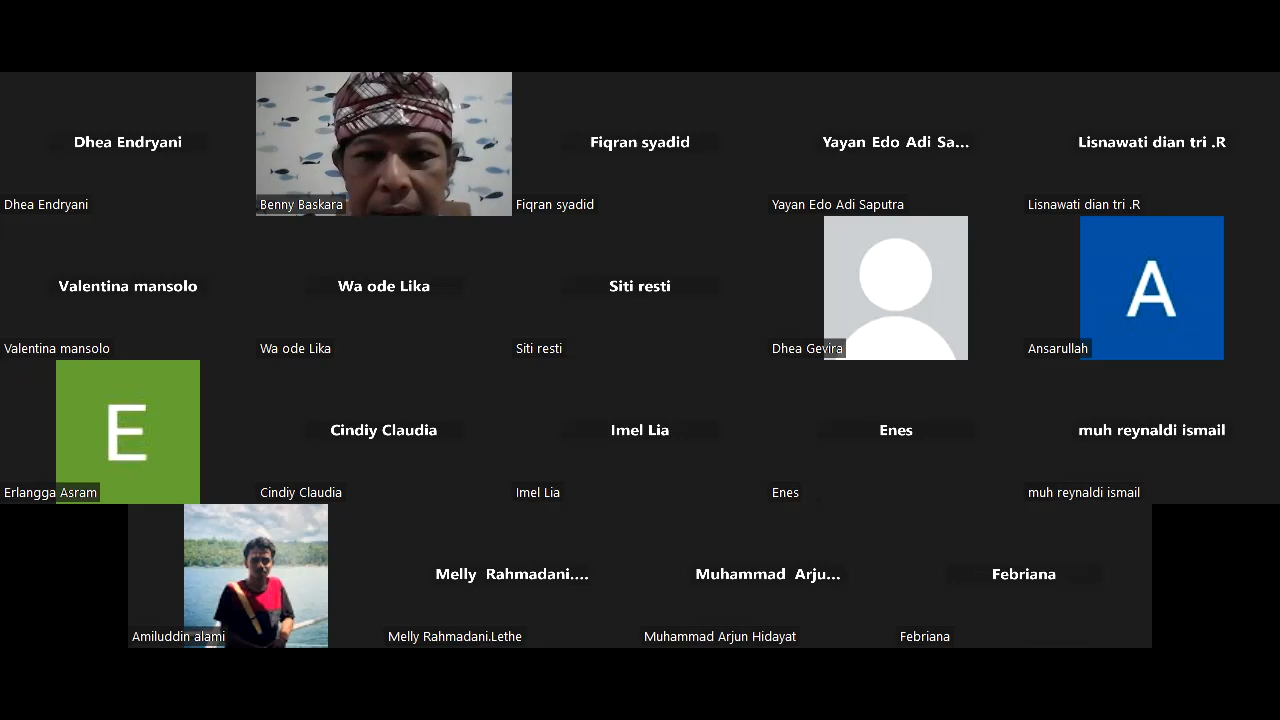 Dhea Endryani
Dhea Endryani
Benny Baskara
Fiqran syadid
Fiqran syadid
Yayan Edo Adi Sa...
Yayan Edo Adi Saputra
Lisnawati dian tri .R
Lisnawati dian tri .R
Valentina mansolo
Valentina mansolo
Wa ode Lika
Wa ode Lika
Siti resti
Siti resti
Dhea Gevira
A
Ansarullah
E
Erlangga Asram
Cindiy Claudia
Cindiy Claudia
Imel Lia
Imel Lia
Enes
Enes
muh reynaldi ismail
muh reynaldi ismail
Amiluddin alami
Melly Rahmadani....
Melly Rahmadani.Lethe
Muhammad Arju...
Muhammad Arjun Hidayat
Febriana
Febriana